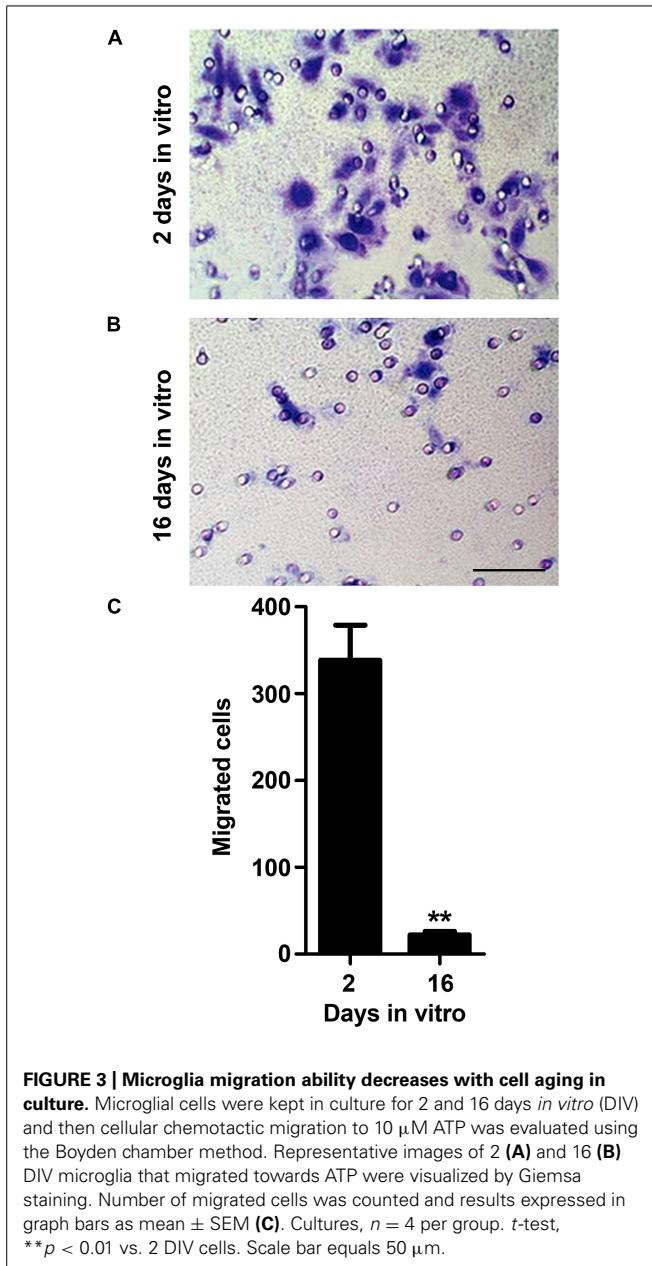 A
2 days in vitro
B
16 days in vitro
C
400
300
200
100
0
Migrated cells
**
2
16
Days in vitro
FIGURE 3 | Microglia migration ability decreases with cell aging in
culture. Microglial cells were kept in culture for 2 and 16 days in vitro (DIV)
and then cellular chemotactic migration to 10 μM ATP was evaluated using
the Boyden chamber method. Representative images of 2 (A) and 16 (B)
DIV microglia that migrated towards ATP were visualized by Giemsa
staining. Number of migrated cells was counted and results expressed in
graph bars as mean ± SEM (C). Cultures, n = 4 per group. t-test,
**p < 0.01 vs. 2 DIV cells. Scale bar equals 50 μm.